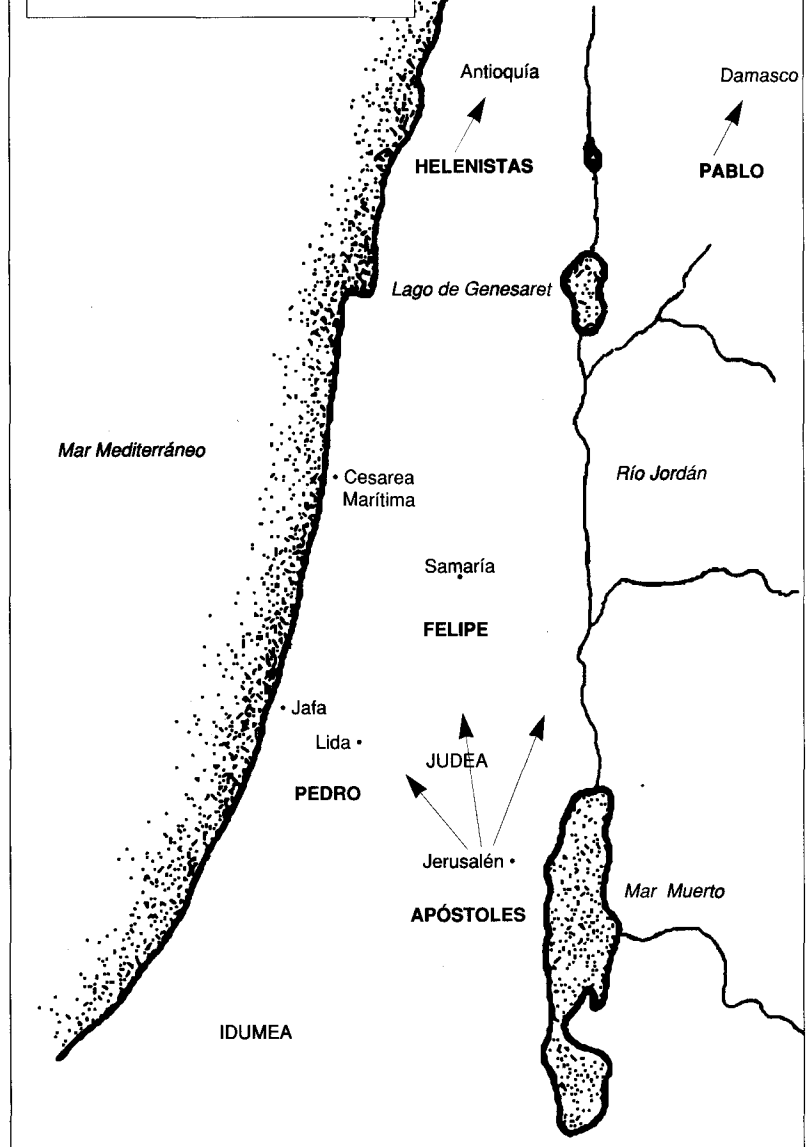 Antioquía
Damasco
HELENISTAS
PABLO
Lago de Genesaret
Mar Mediterráneo
Cesarea
Marítima
Río Jordán
Samaría
FELIPE
Jafa
Lida
JUDEA
PEDRO
Jerusalén
APÓSTOLES
Mar Muerto
IDUMEA